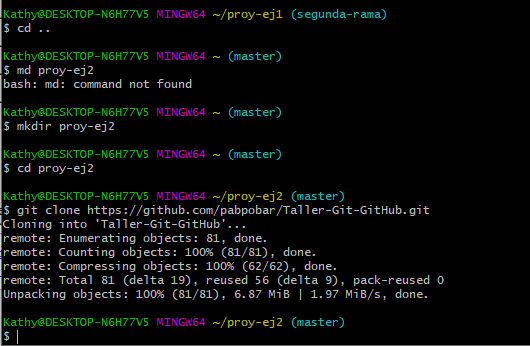 Kathy@DESKTOP-N6H77V5 MINGW64 ~/proy-ej1 (segunda-rama)
$ cd ..
Kathy@DESKTOP-N6H77V5 MINGW64 ~ (master)
$ md proy-ej2
bash: md: command not found
Kathy@DESKTOP-N6H77V5 MINGW64 ~ (master)
$ mkdir proy-ej2
Kathy@DESKTOP-N6H77V5 MINGW64 ~ (master)
$ cd proy-ej2
Kathy@DESKTOP-N6H77V5 MINGW64 ~/proy-ej2 (master)
$ git clone https://github.com/pabpobar/Taller-Git-GitHub.git
Cloning into 'Taller-Git-GitHub'...
remote: Enumerating objects: 81, done.
remote: Counting objects: 100% (81/81), done.
remote: Compressing objects: 100% (62/62), done.
remote: Total 81 (delta 19), reused 56 (delta 9), pack-reused 0
Unpacking objects: 100% (81/81), 6.87 MiB | 1.97 MiB/s, done.
Kathy@DESKTOP-N6H77V5 MINGW64 ~/proy-ej2 (master)
$